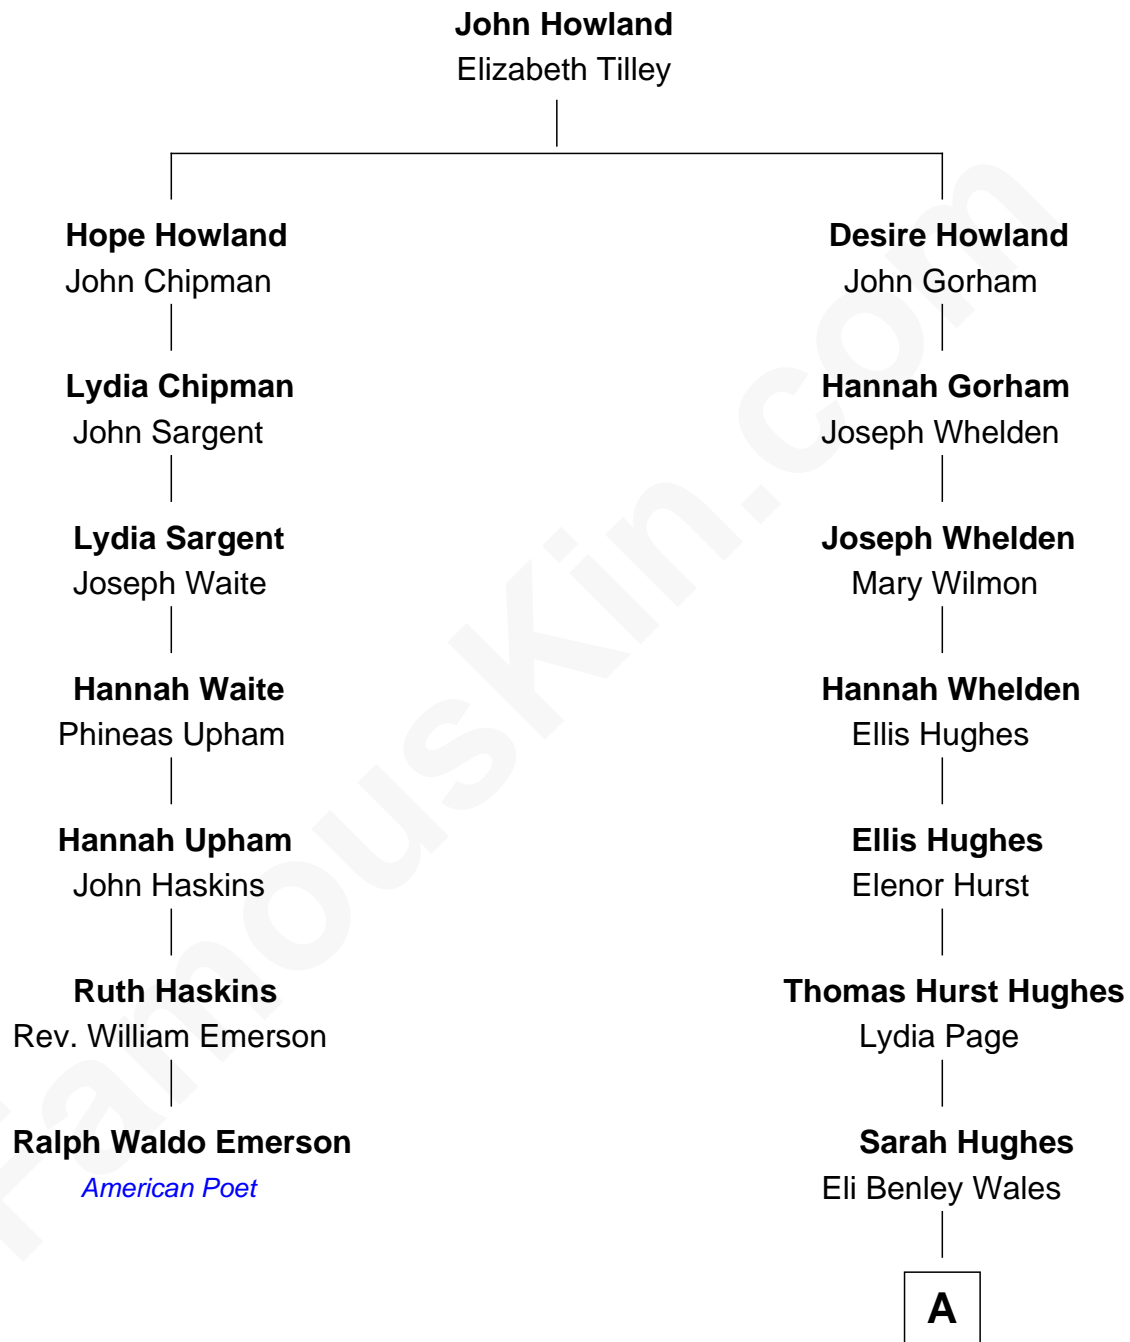 John Howland
Elizabeth Tilley
Hope Howland
John Chipman
Desire Howland
John Gorham
Lydia Chipman
John Sargent
Hannah Gorham
Joseph Whelden
Lydia Sargent
Joseph Waite
Joseph Whelden
Mary Wilmon
Hannah Waite
Phineas Upham
Hannah Whelden
Ellis Hughes
Hannah Upham
John Haskins
Ellis Hughes
Elenor Hurst
Ruth Haskins
Rev. William Emerson
Thomas Hurst Hughes
Lydia Page
Ralph Waldo Emerson
American Poet
Sarah Hughes
Eli Benley Wales
A
FamousKin.com